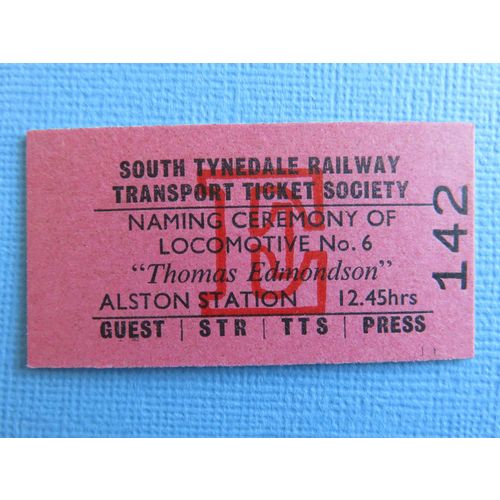 SOUTH TYNEDALE RAILWAY
TRANSPORT TICKET SOCIETY
NAMING CEREMONY OF
LOCOMOTIVE No. 6
"Thomas Edmondson"
ALSTON STATION 12.45hrs
GUEST | STR | TTS | PRESS
142
E